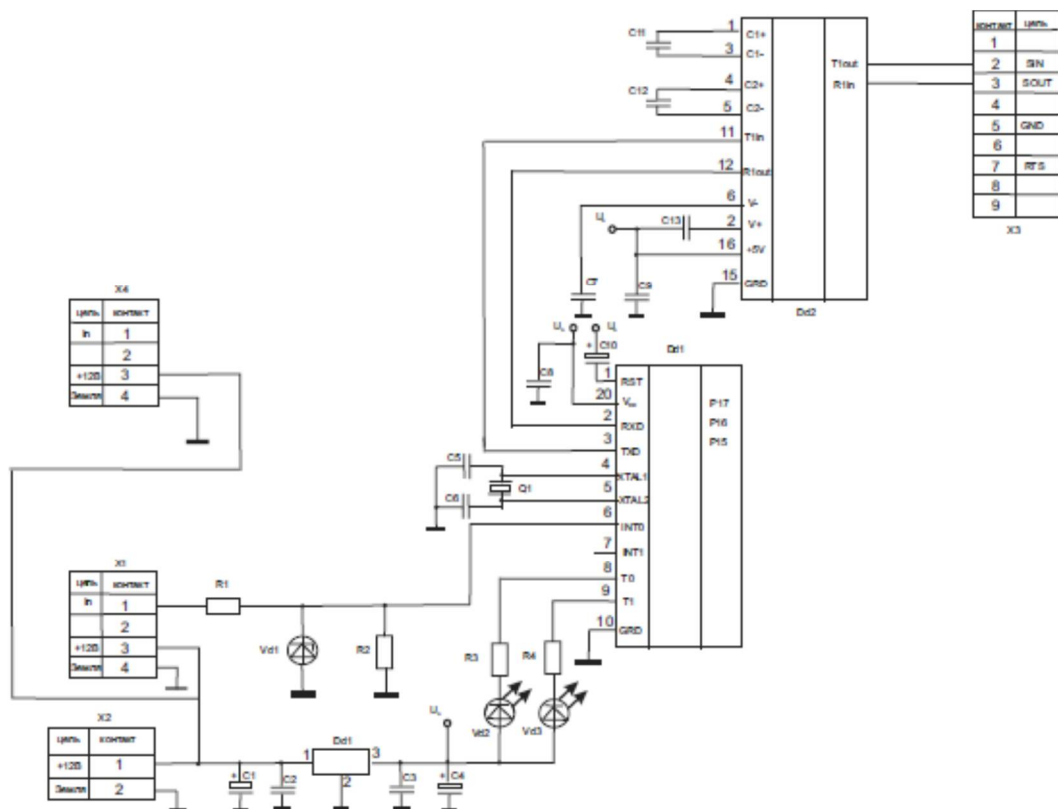 C11
1 C1+
3 C1-
C12
4 C2+
5 C2-
11 T1In
12 R1out
6 V-
2 V+
C13
16 +5V
15 GRD
T1out
R1In
Dd2
C7
C9
контакт цепь
1
2 SIN
3 SOUT
4
5 GND
6
7 RTS
8
9
X3
X4
цепь контакт
In 1
2
+12В 3
Земля 4
C8
+ C10
Dd1
1 RST
20
2 RXD
3 TXD
4 XTAL1
5 XTAL2
6 INT0
7 INT1
8 T0
9 T1
10 GRD
P17
P16
P15
C5
C6
Q1
X1
цепь контакт
In 1
2
+12В 3
Земля 4
R1
Vd1
R2
R3
R4
Vd2
Vd3
X2
цепь контакт
+12В 1
Земля 2
+ C1
C2
1 Dd1 3
2
C3
+ C4